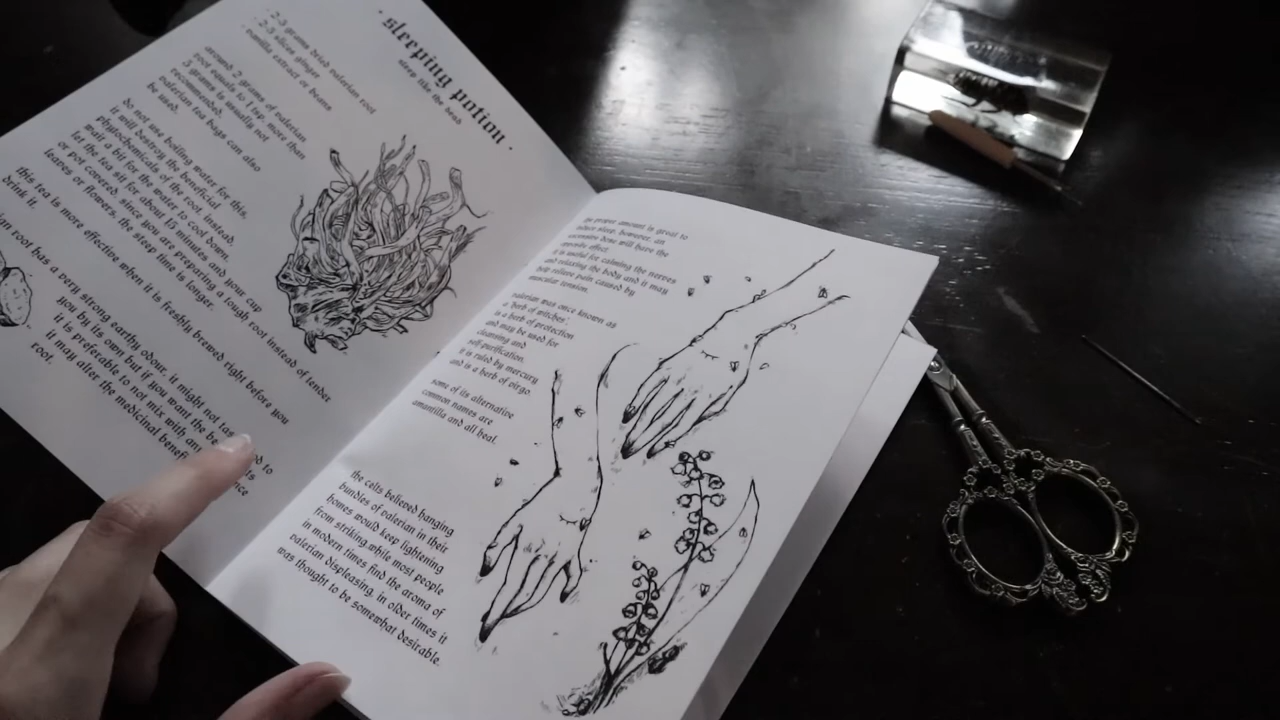 · sleeping potion ·
sleep like the dead
· 2-3 grams dried valerian root
· 2-3 slices ginger
vanilla extract or beans
around 2 grams of valerian
root equals to 1 tsp, more than
3 grams is usually not
recommended.
valerian tea bags can also
be used.
do not use boiling water for this,
it will destroy the beneficial
phytochemicals of the root. instead,
wait a bit for the water to cool down.
let the tea sit for about 15 minutes and your cup
or pot covered, since you are preparing a tough root instead of tender
leaves or flowers, the sleep time is longer.
this tea is more effective when it is freshly brewed right before you
drink it.
root has a very strong earthy odour, it might not
you by its own but if you want the to
it is preferable to not mix with
it may alter the medicinal
root.
the proper amount is great to
induce sleep, however, an
excessive dose will have the
opposite effect.
it is useful for calming the nerves
and relaxing the body and it may
help relieve pain caused by
muscular tension.
valerian was once known as
a 'herb of witches'.
is a herb of protection
and may be used for
cleansing and
self-purification.
it is ruled by mercury
and is a herb of virgo.
some of its alternative
common names are
amantilla and all heal.
the celts believed hanging
bundles of valerian in their
homes would keep lightening
from striking. while most people
in modern times find the aroma of
valerian displeasing, in older times it
was thought to be somewhat desirable.